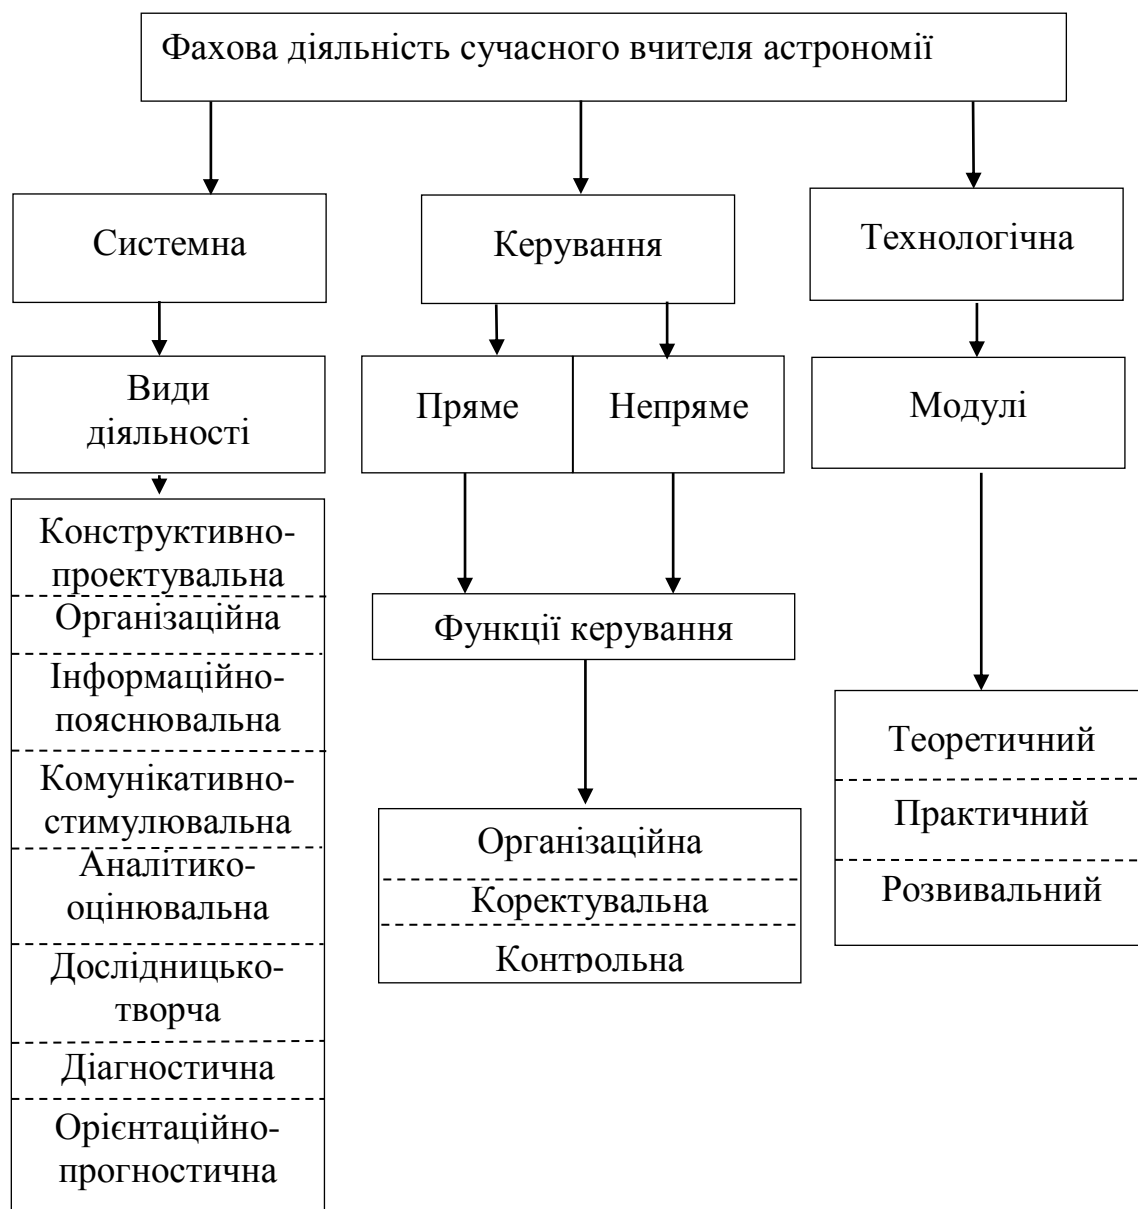 Фахова діяльність сучасного вчителя астрономії
Системна
Керування
Технологічна
Види
діяльності
Пряме
Непряме
Модулі
Конструктивно-
проектувальна
Організаційна
Інформаційно-
пояснювальна
Комунікативно-
стимулювальна
Аналітико-
оцінювальна
Дослідницько-
творча
Діагностична
Орієнтаційно-
прогностична
Функції керування
Організаційна
Коректувальна
Контрольна
Теоретичний
Практичний
Розвивальний